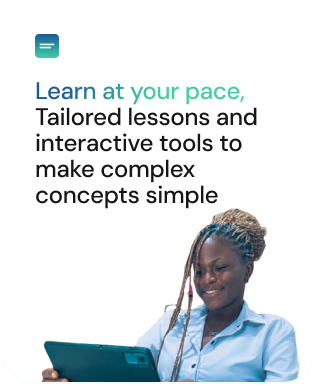 Learn at your pace,
Tailored lessons and
interactive tools to
make complex
concepts simple